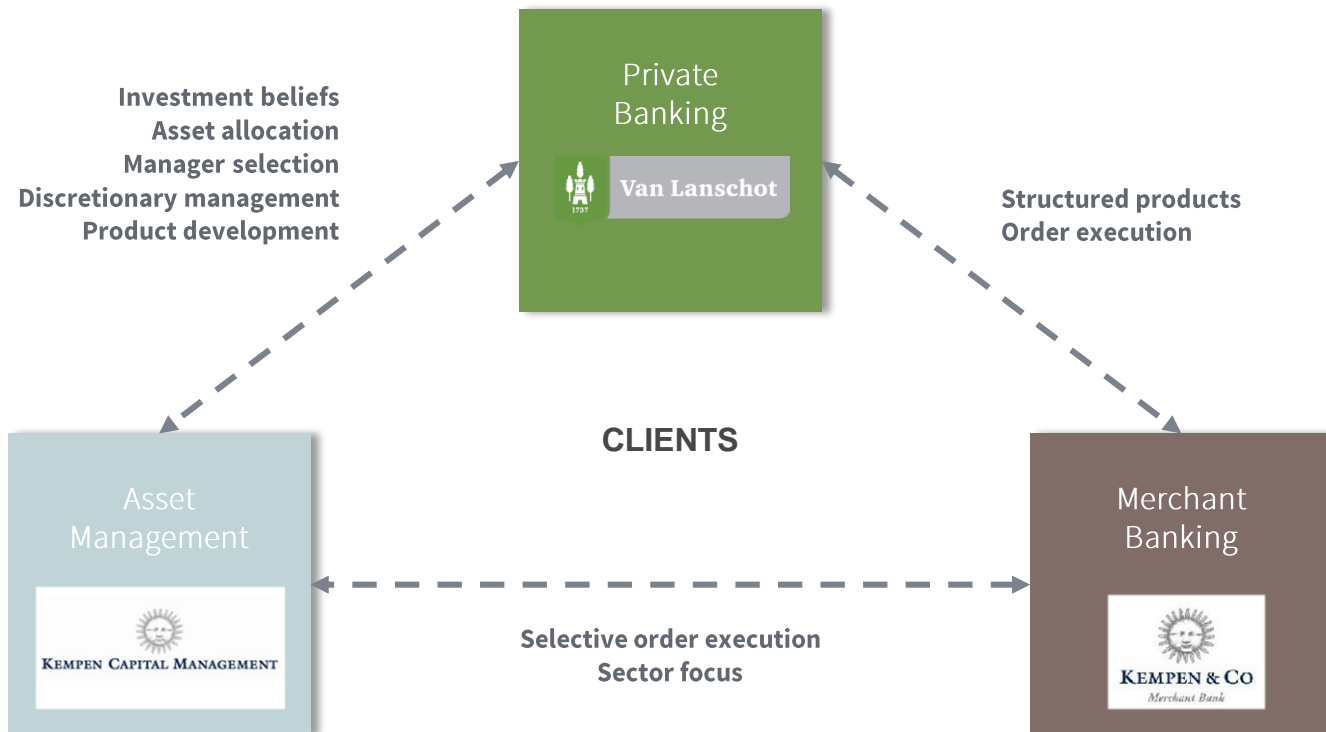 Private
Banking
1737
Van Lanschot
Investment beliefs
Asset allocation
Manager selection
Discretionary management
Product development
Structured products
Order execution
CLIENTS
Asset
Management
KEMPEN CAPITAL MANAGEMENT
Merchant
Banking
KEMPEN & CO
Merchant Bank
Selective order execution
Sector focus